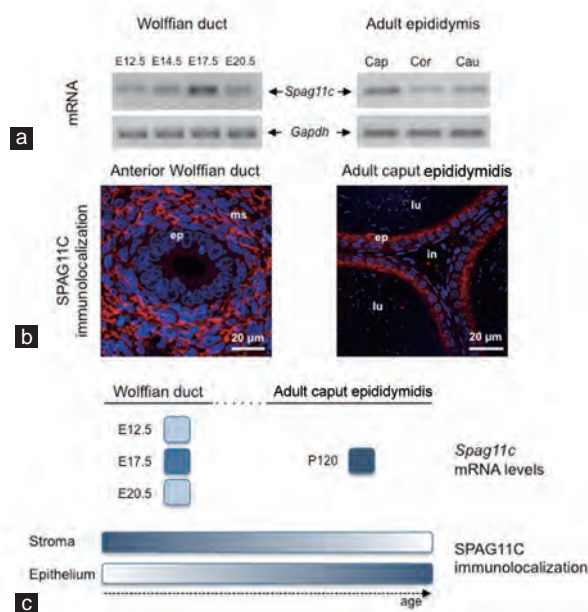 Wolffian duct Adult epididymis
E12.5 E14.5 E17.5 E20.5 Cap Cor Cau
mRNA
Spag11c
Gapdh
a
Anterior Wolffian duct Adult caput epididymidis
SPAG11C
immunolocalization
ms
ep
20 µm
lu
ep
in
lu
20 µm
b
Wolffian duct Adult caput epididymidis
E12.5
E17.5 P120
E20.5
Spag11c
mRNA levels
Stroma
Epithelium
SPAG11C
immunolocalization
age
c